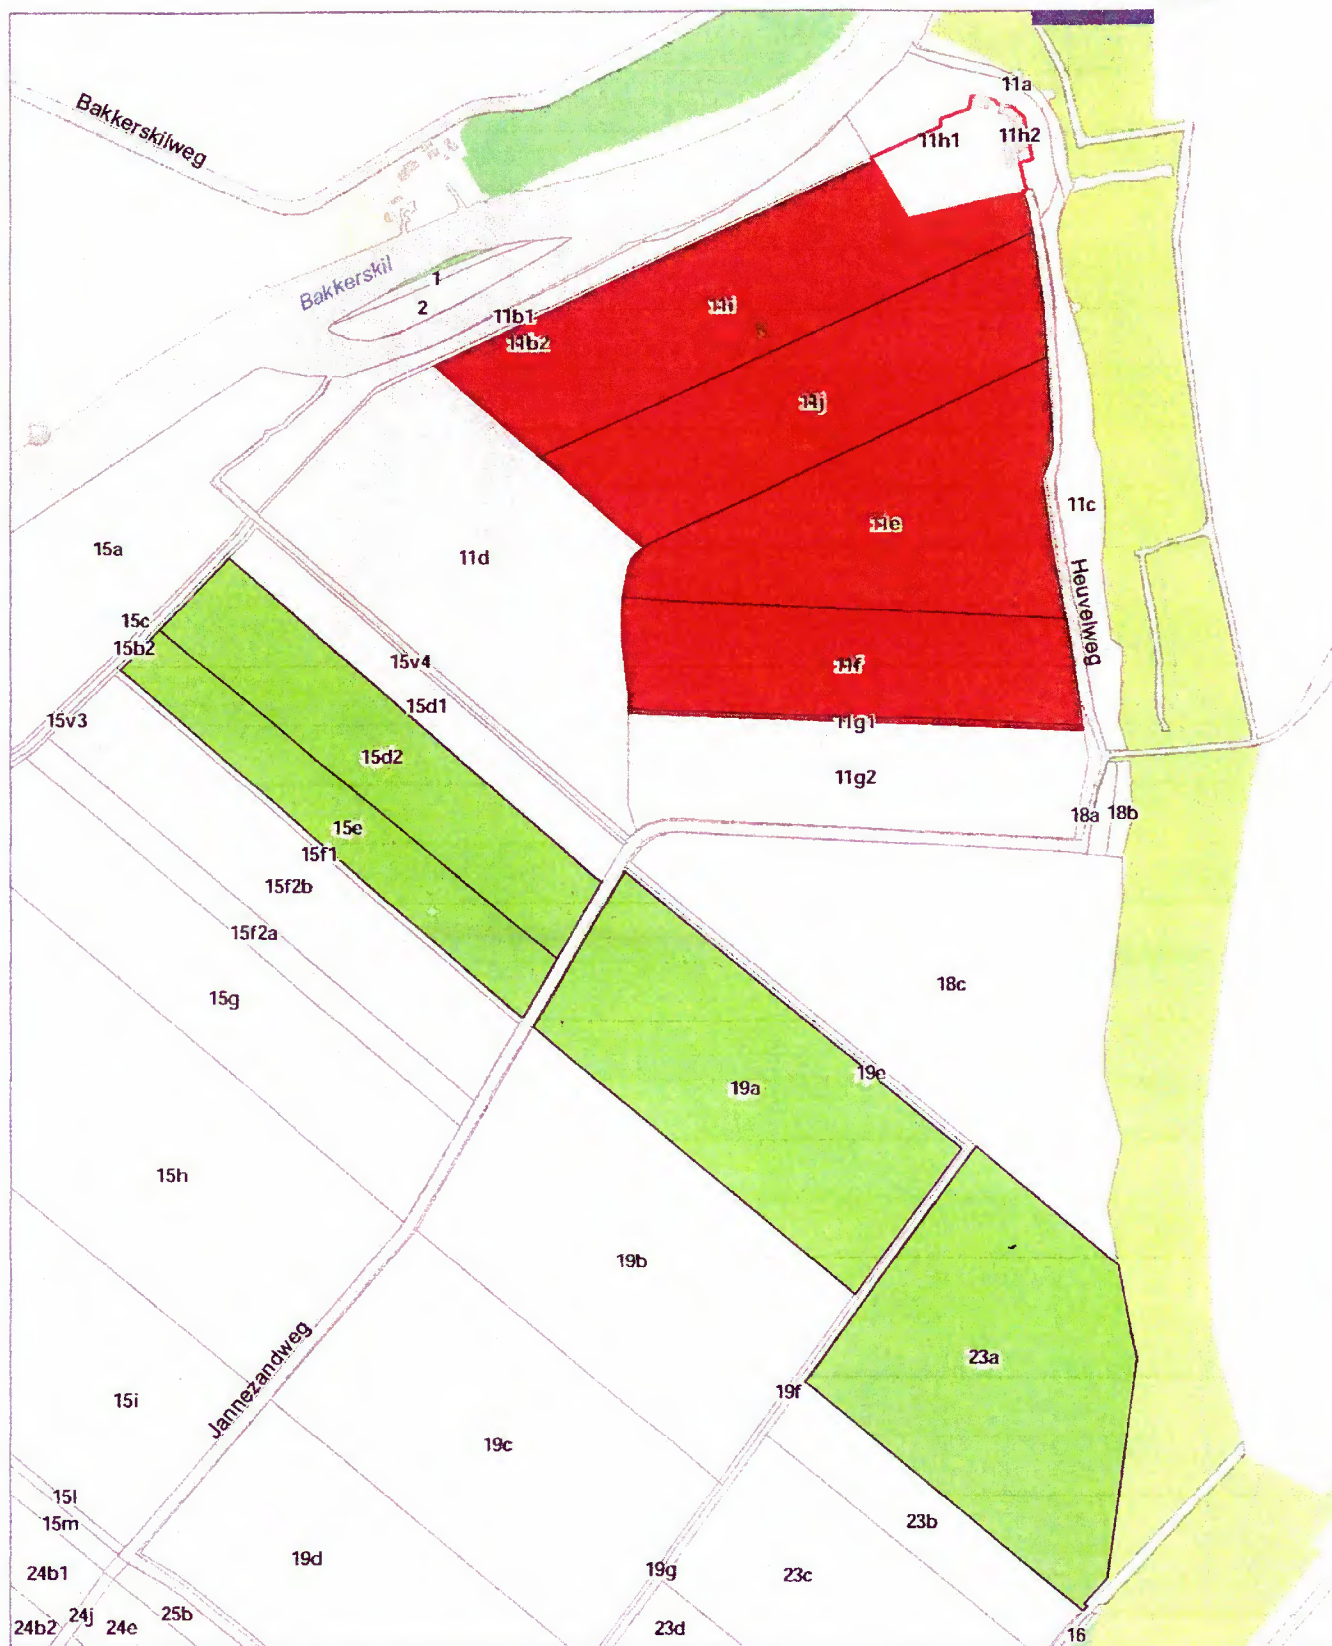 11a
Bakkerskilweg
11h1
11h2
Bakkerskil
1
2
11i
11b1
11b2
11j
11c
11e
15a
11d
Heuvelweg
15c
15b2
15v4
11f
15d1
15v3
11g1
15d2
11g2
18a
18b
15e
15f1
15f2b
15f2a
18c
15g
19e
19a
15h
19b
23a
Jannezandweg
19f
15i
19c
15l
15m
23b
19d
19g
23c
24b1
24j
25b
24b2
24e
23d
16